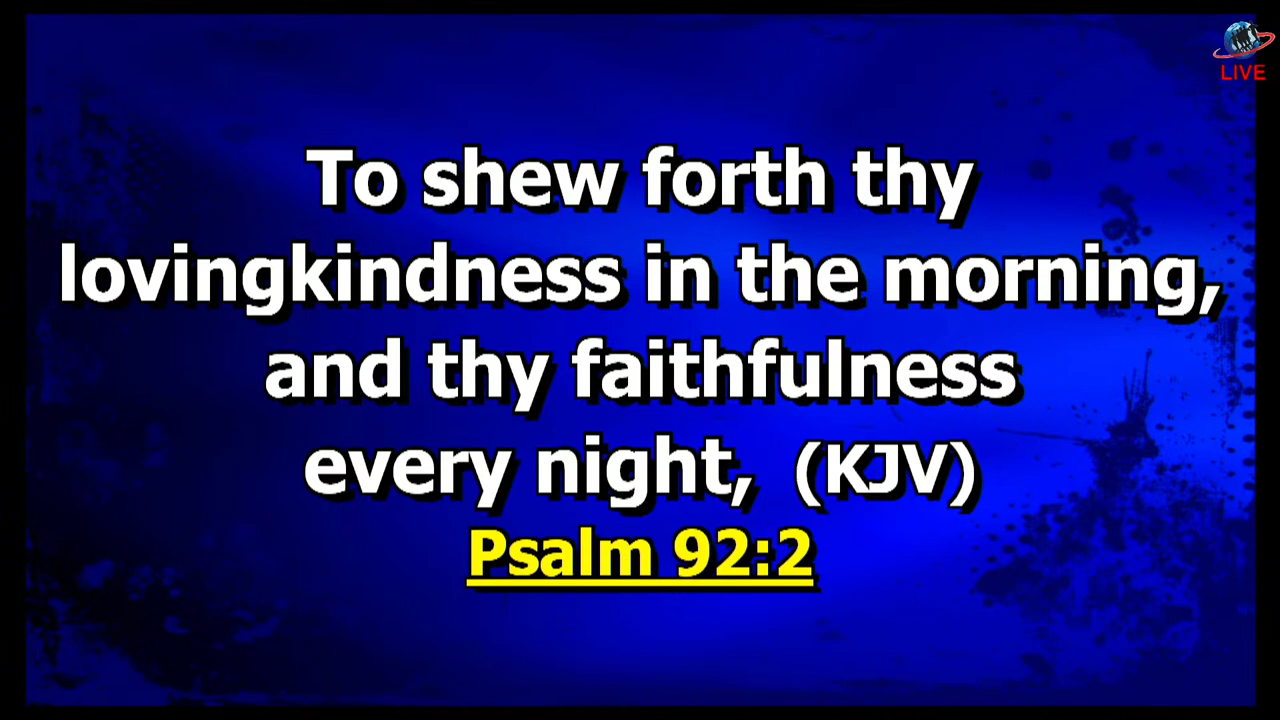 LIVE
To shew forth thy
lovingkindness in the morning,
and thy faithfulness
every night,  (KJV)
Psalm 92:2